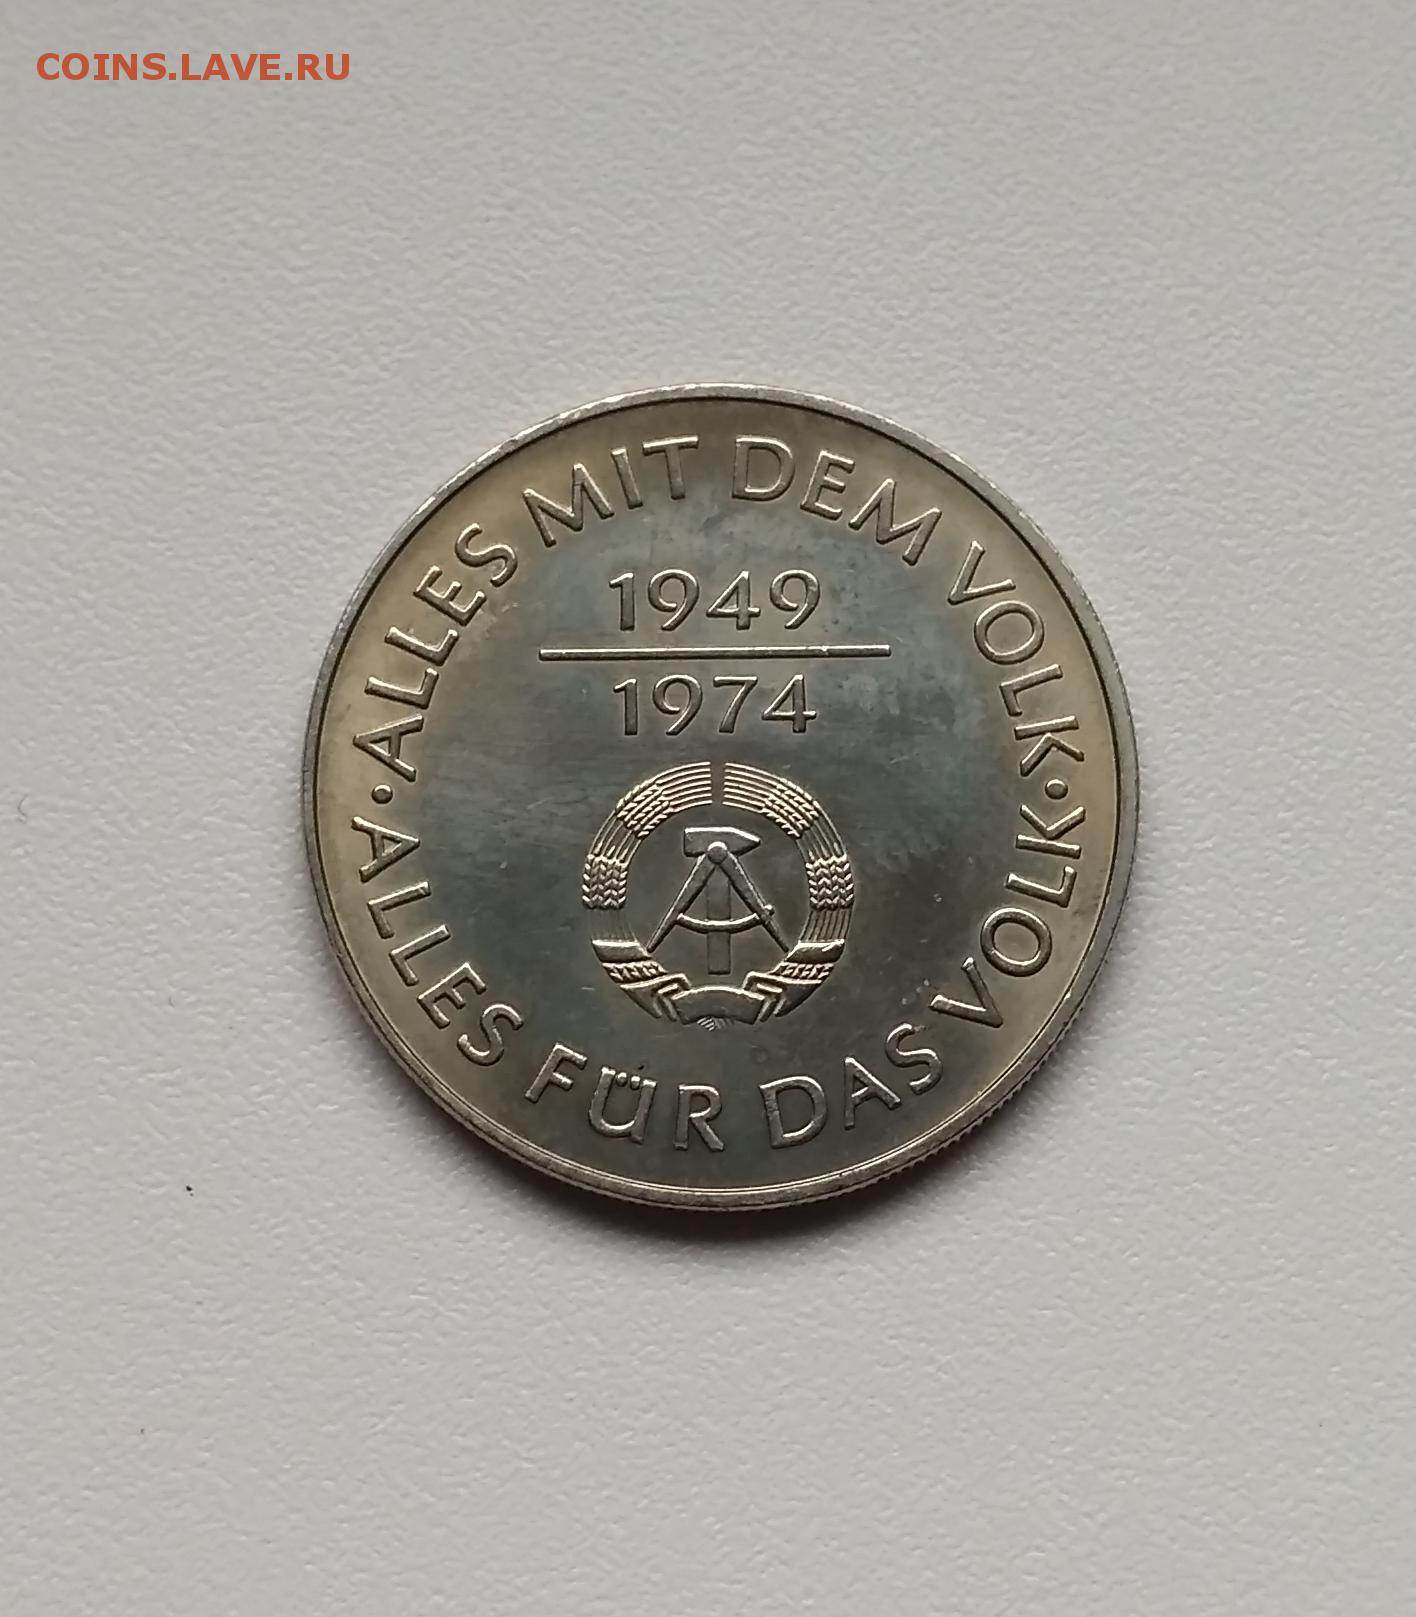 COINS.LAVE.RU
· ALLES MIT DEM VOLK ·
1949
1974
ALLES FÜR DAS VOLK